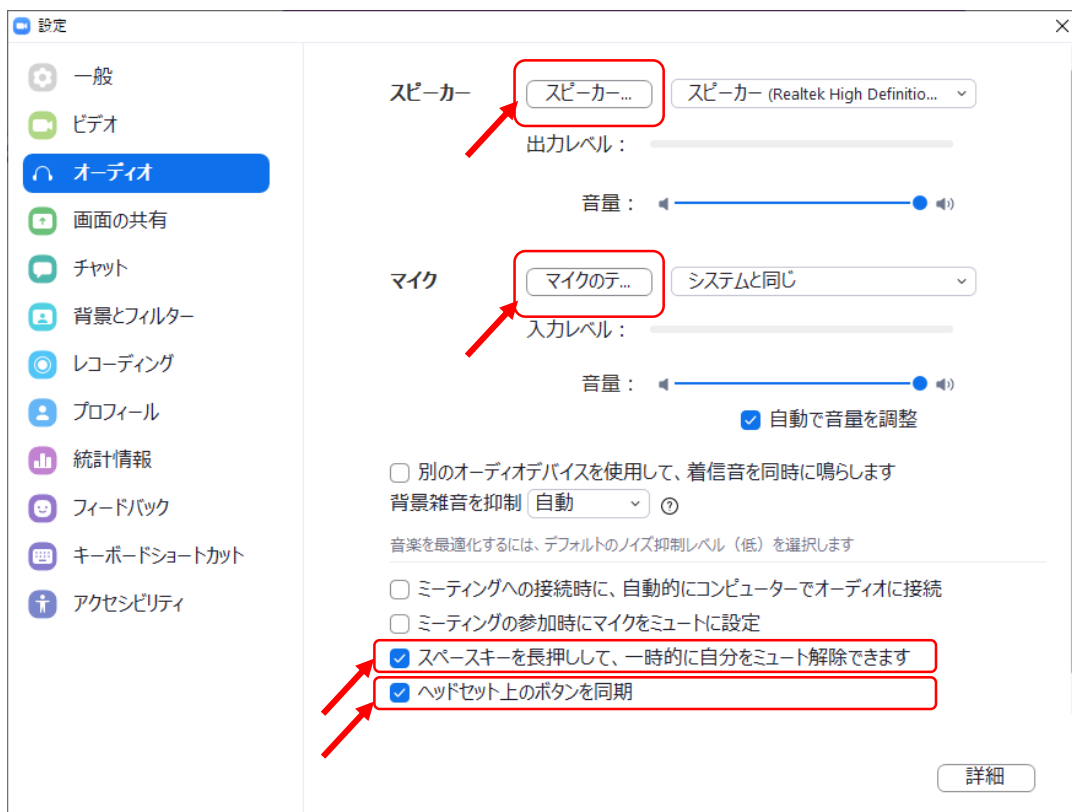 設定
一般
ビデオ
オーディオ
画面の共有
チャット
背景とフィルター
レコーディング
プロフィール
統計情報
フィードバック
キーボードショートカット
アクセシビリティ
スピーカー スピーカー... スピーカー (Realtek High Definitio...
出力レベル：
音量：
マイク マイクのテ... システムと同じ
入力レベル：
音量：
自動で音量を調整
別のオーディオデバイスを使用して、着信音を同時に鳴らします
背景雑音を抑制 自動 ?
音楽を最適化するには、デフォルトのノイズ抑制レベル（低）を選択します
ミーティングへの接続時に、自動的にコンピューターでオーディオに接続
ミーティングの参加時にマイクをミュートに設定
スペースキーを長押しして、一時的に自分をミュート解除できます
ヘッドセット上のボタンを同期
詳細